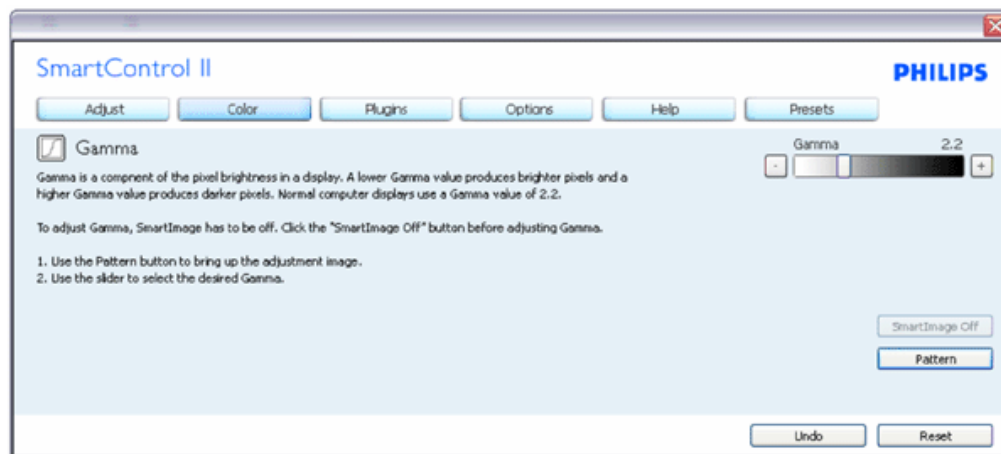 SmartControl II
PHILIPS
Adjust Color Plugins Options Help Presets
Gamma
Gamma 2.2
- +
Gamma is a compnent of the pixel brightness in a display. A lower Gamma value produces brighter pixels and a
higher Gamma value produces darker pixels. Normal computer displays use a Gamma value of 2.2.
To adjust Gamma, SmartImage has to be off. Click the "SmartImage Off" button before adjusting Gamma.
1. Use the Pattern button to bring up the adjustment image.
2. Use the slider to select the desired Gamma.
SmartImage Off
Pattern
Undo Reset